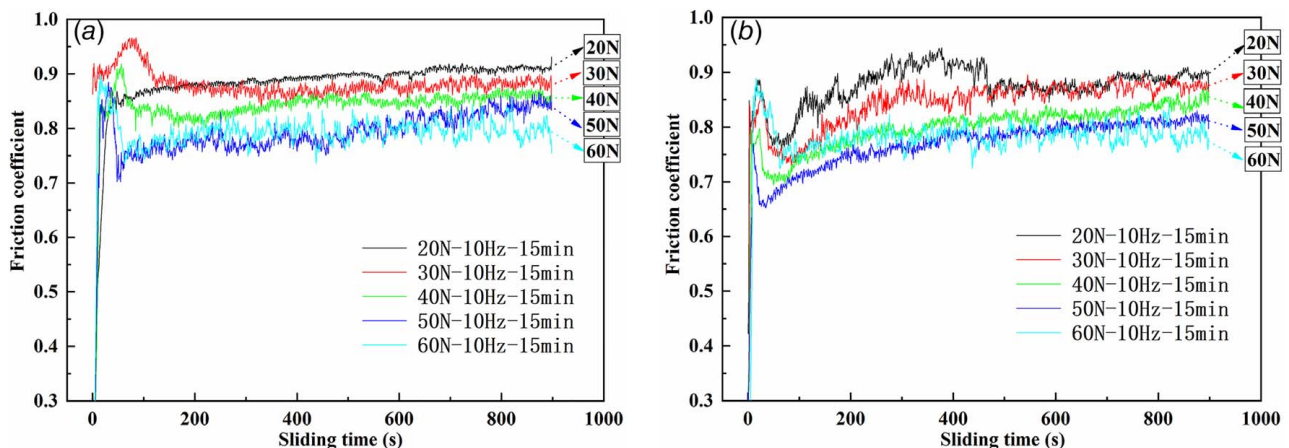 (a)
1.0
0.9
0.8
0.7
0.6
0.5
0.4
0.3
Friction coefficient
0
200
400
600
800
1000
Sliding time (s)
20N
30N
40N
50N
60N
20N-10Hz-15min
30N-10Hz-15min
40N-10Hz-15min
50N-10Hz-15min
60N-10Hz-15min
(b)
1.0
0.9
0.8
0.7
0.6
0.5
0.4
0.3
Friction coefficient
0
200
400
600
800
1000
Sliding time (s)
20N
30N
40N
50N
60N
20N-10Hz-15min
30N-10Hz-15min
40N-10Hz-15min
50N-10Hz-15min
60N-10Hz-15min